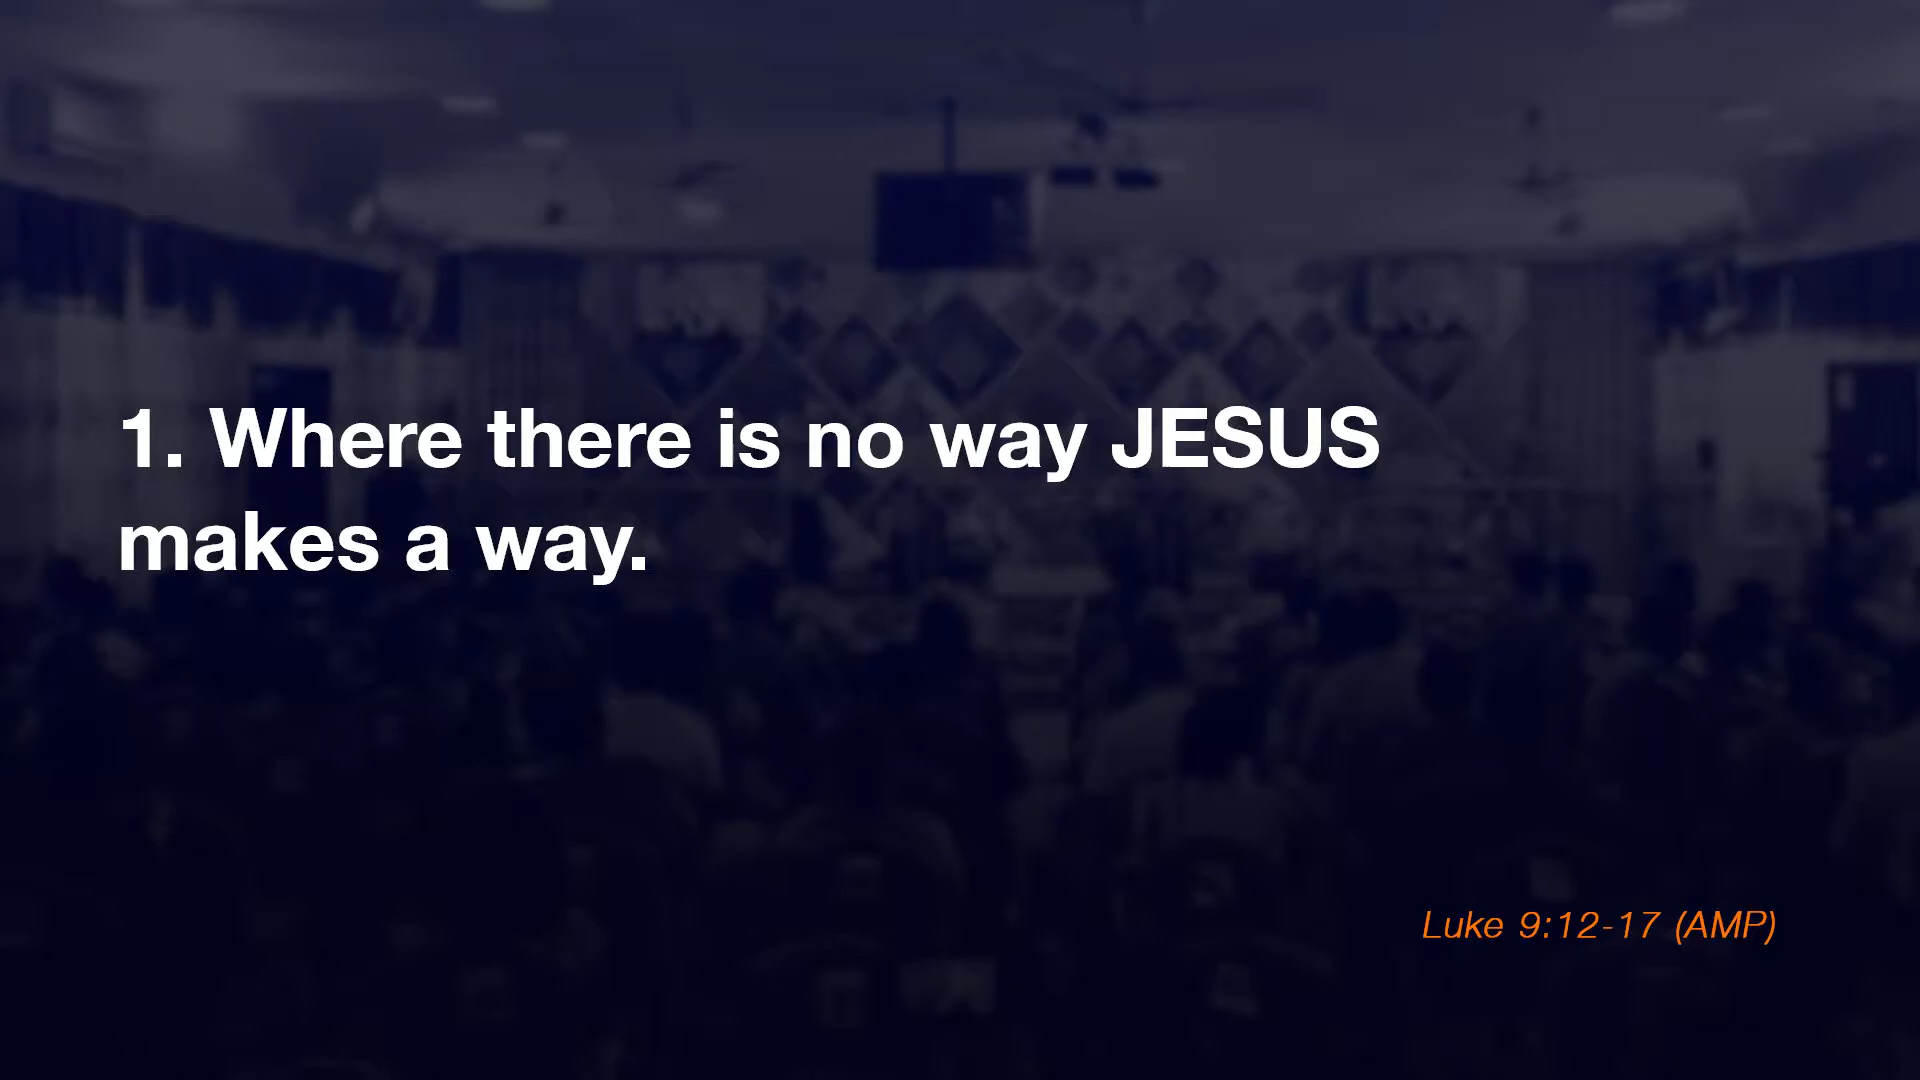 1. Where there is no way JESUS
makes a way.
Luke 9:12-17 (AMP)